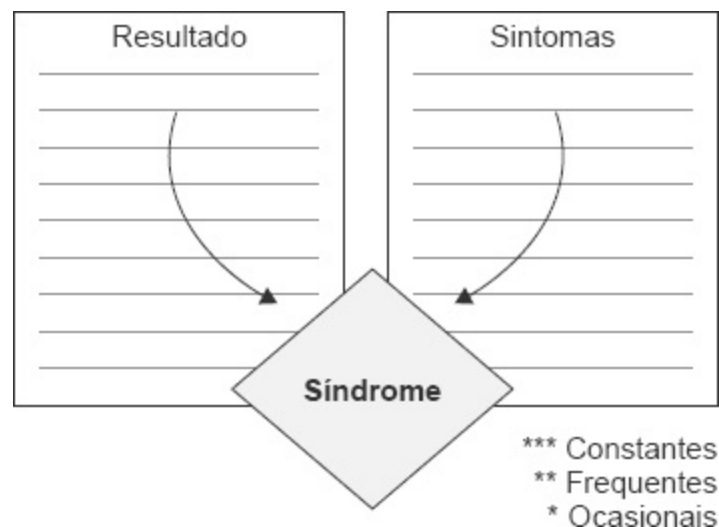 Resultado
Sintomas
Síndrome
*** Constantes
** Frequentes
* Ocasionais